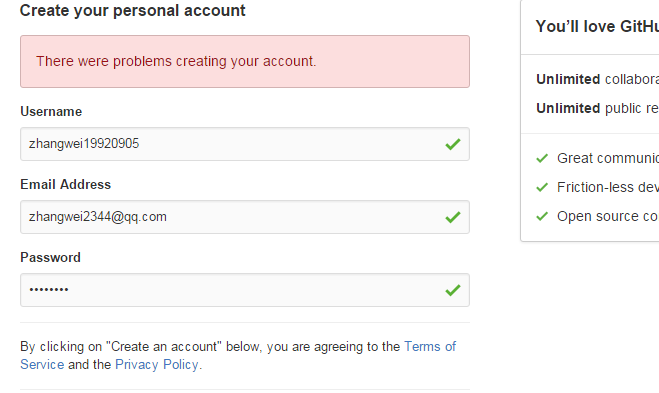 Create your personal account
There were problems creating your account.
Username
zhangwei19920905
Email Address
zhangwei2344@qq.com
Password
••••••••
By clicking on "Create an account" below, you are agreeing to the Terms of
Service and the Privacy Policy.
You'll love GitHu
Unlimited collabora
Unlimited public re
Great communic
Friction-less dev
Open source co